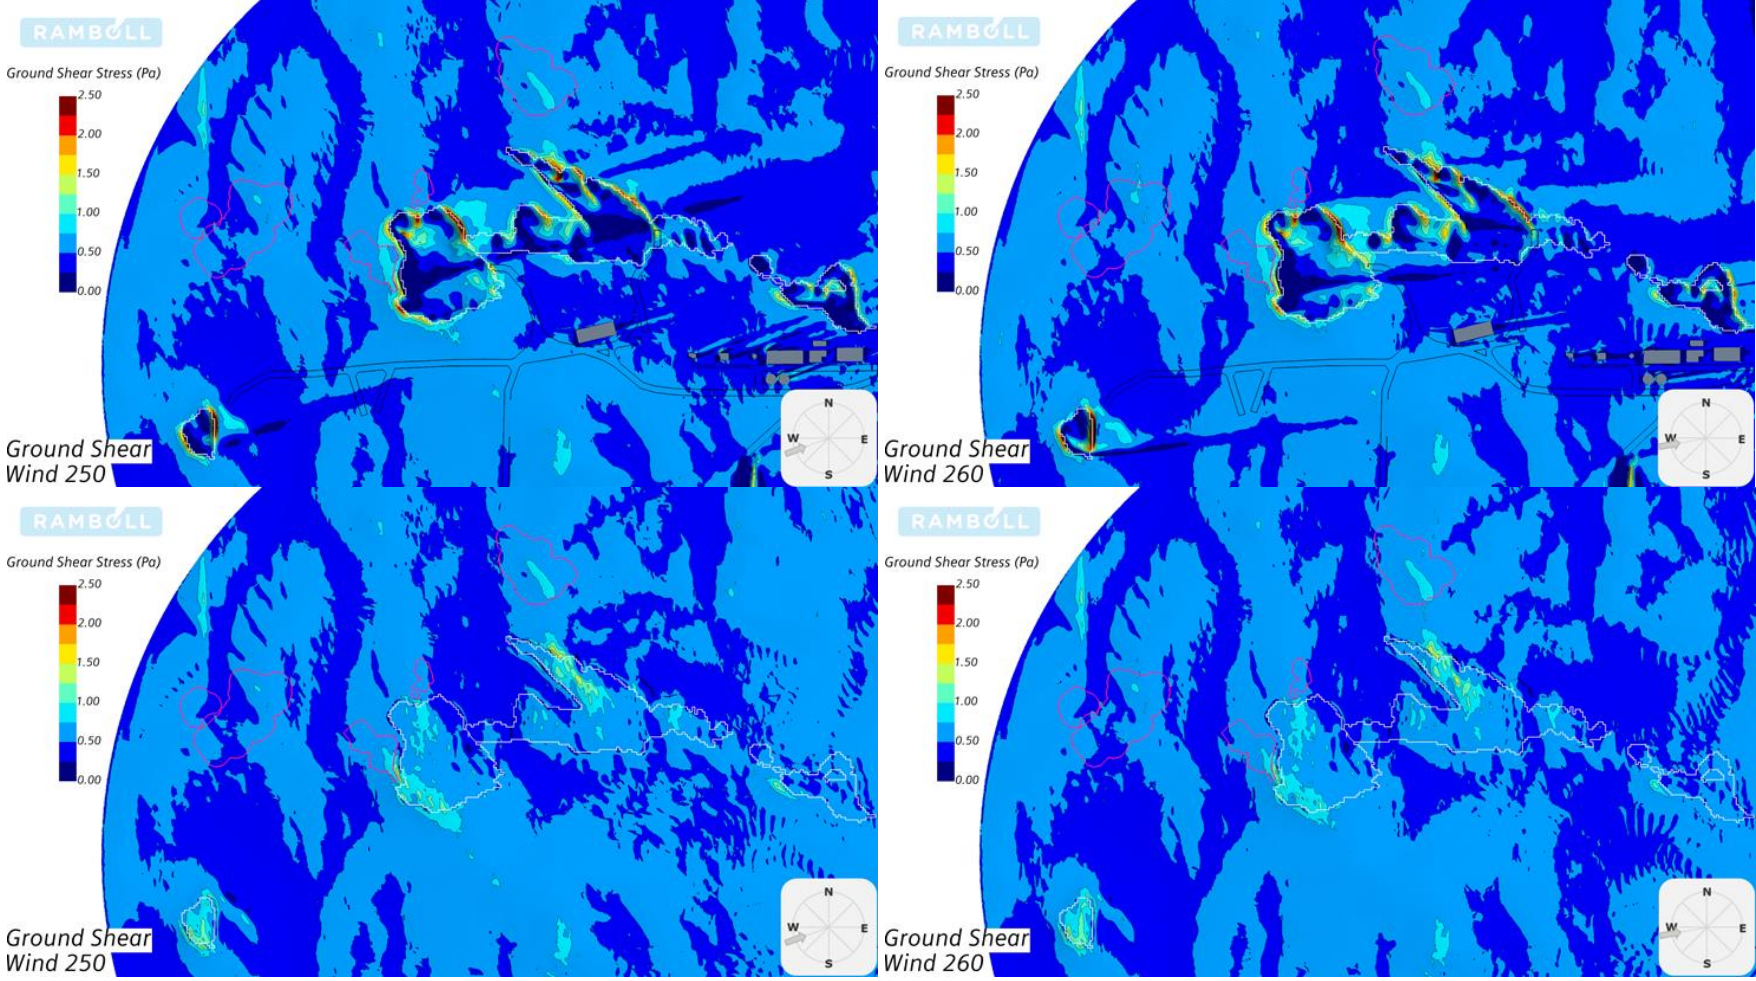 RAMBOLL
Ground Shear Stress (Pa)
2.50
2.00
1.50
1.00
0.50
0.00
Ground Shear
Wind 250
N
W
E
S
RAMBOLL
Ground Shear Stress (Pa)
2.50
2.00
1.50
1.00
0.50
0.00
Ground Shear
Wind 260
N
W
E
S
RAMBOLL
Ground Shear Stress (Pa)
2.50
2.00
1.50
1.00
0.50
0.00
Ground Shear
Wind 250
N
W
E
S
RAMBOLL
Ground Shear Stress (Pa)
2.50
2.00
1.50
1.00
0.50
0.00
Ground Shear
Wind 260
N
W
E
S